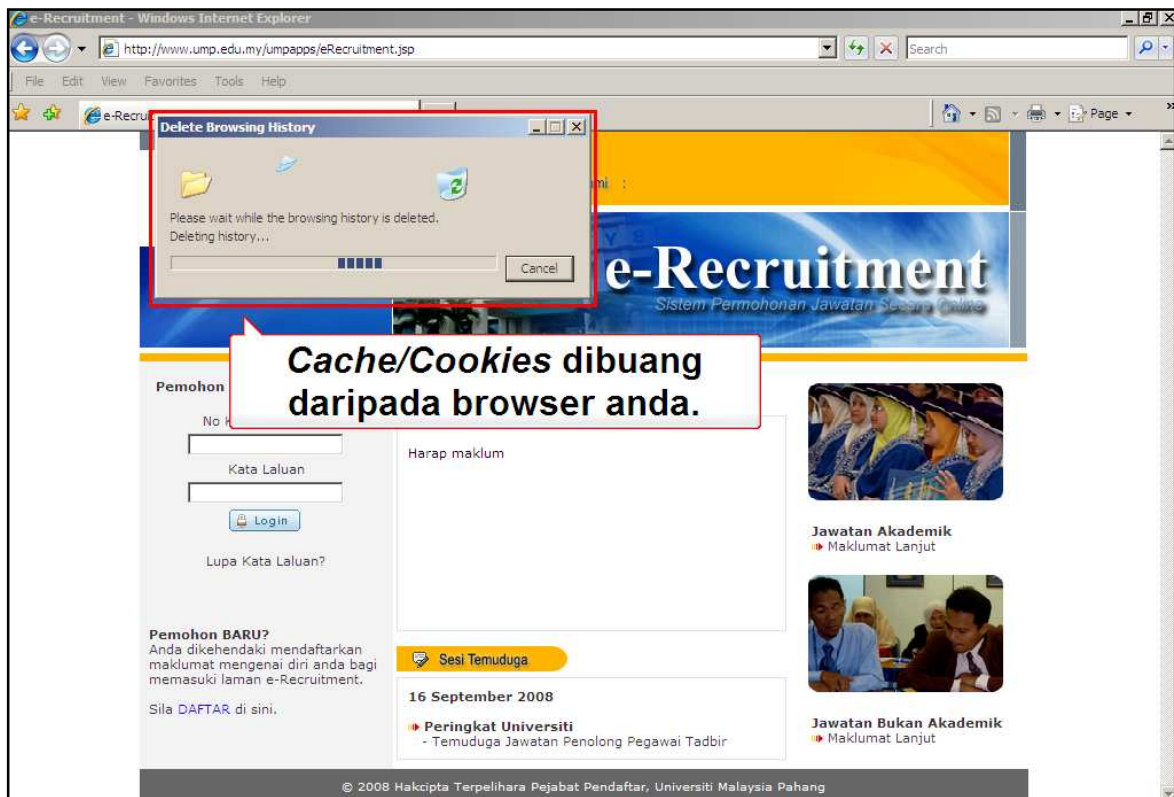 e-Recruitment - Windows Internet Explorer
http://www.ump.edu.my/umpapps/eRecruitment.jsp
Search
File Edit View Favorites Tools Help
Page
Delete Browsing History
Please wait while the browsing history is deleted.
Deleting history...
Cancel
e-Recruitment
Sistem Permohonan Jawatan Secara Online
Cache/Cookies dibuang
daripada browser anda.
Pemohon
No
Kata Laluan
Login
Lupa Kata Laluan?
Pemohon BARU?
Anda dikehendaki mendaftarkan
maklumat mengenai diri anda bagi
memasuki laman e-Recruitment.
Sila DAFTAR di sini.
Harap maklum
Sesi Temuduga
16 September 2008
Peringkat Universiti
- Temuduga Jawatan Penolong Pegawai Tadbir
Jawatan Akademik
Maklumat Lanjut
Jawatan Bukan Akademik
Maklumat Lanjut
© 2008 Hakcipta Terpelihara Pejabat Pendaftar, Universiti Malaysia Pahang